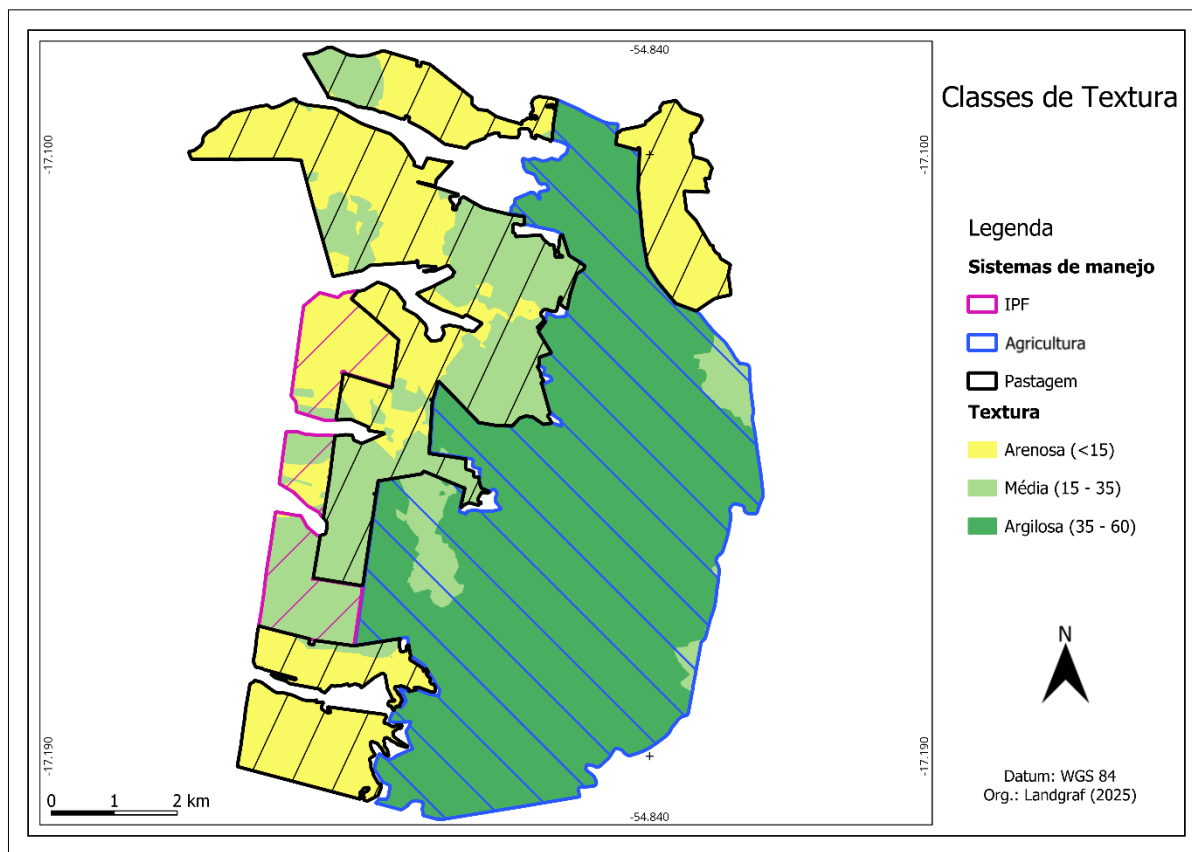 -54.840
Classes de Textura
-17.100
-17.100
Legenda
Sistemas de manejo
IPF
Agricultura
Pastagem
Textura
Arenosa (<15)
Média (15 - 35)
Argilosa (35 - 60)
N
-17.190
-17.190
Datum: WGS 84
Org.: Landgraf (2025)
0 1 2 km
-54.840